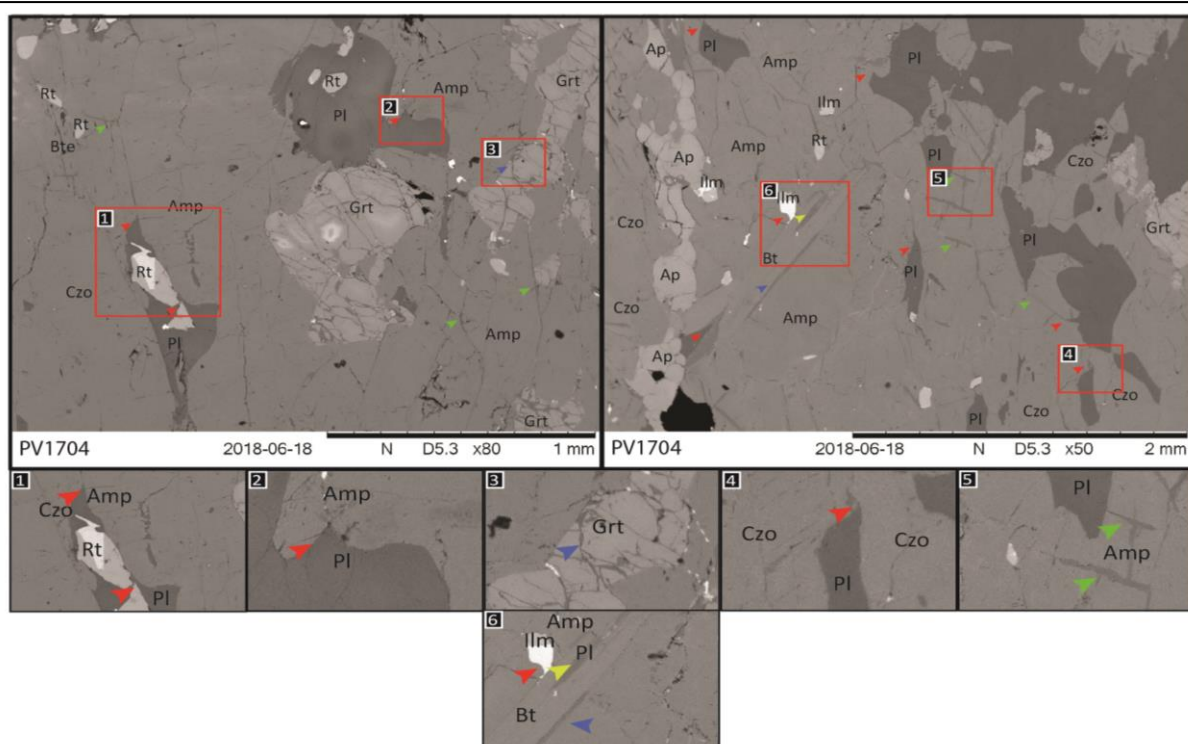 Rt
Rt
Bte
Rt
Pl
2
Amp
Grt
3
Grt
1
Amp
Rt
Czo
Pl
Amp
Grt
PV1704 2018-06-18 N D5.3 x80 1 mm
Ap
Pl
Amp
Pl
Ilm
Rt
Amp
Ap
Ilm
Pl
Czo
5
6
Ilm
Czo
Grt
Bt
Pl
Pl
Ap
Amp
Czo
Ap
4
Czo
Czo
Pl
PV1704 2018-06-18 N D5.3 x50 2 mm
1
Amp
Czo
Rt
Pl
2
Amp
Pl
3
Grt
4
Czo
Czo
Pl
5
Pl
Amp
6
Amp
Ilm
Pl
Bt